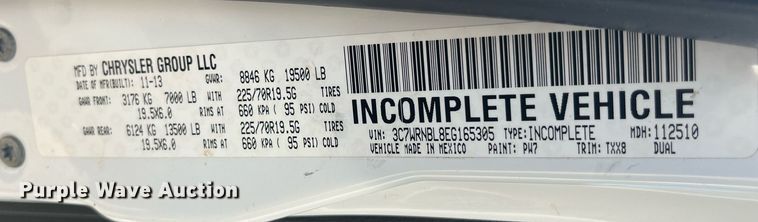 MFD BY CHRYSLER GROUP LLC
DATE OF MFR(BUILT): 11-13 GVWR: 8846 KG 19500 LB
GAWR FRONT: 3176 KG 7000 LB WITH 225/70R19.5G TIRES
19.5X6.0 RIMS AT 660 KPA ( 95 PSI) COLD
GAWR REAR: 6124 KG 13500 LB WITH 225/70R19.5G TIRES
19.5X6.0 RIMS AT 660 KPA ( 95 PSI) COLD
INCOMPLETE VEHICLE
VIN: 3C7WRNBL8EG165305 TYPE: INCOMPLETE MDH: 112510
VEHICLE MADE IN MEXICO PAINT: PW7 TRIM: TXX8 DUAL
Purple Wave Auction